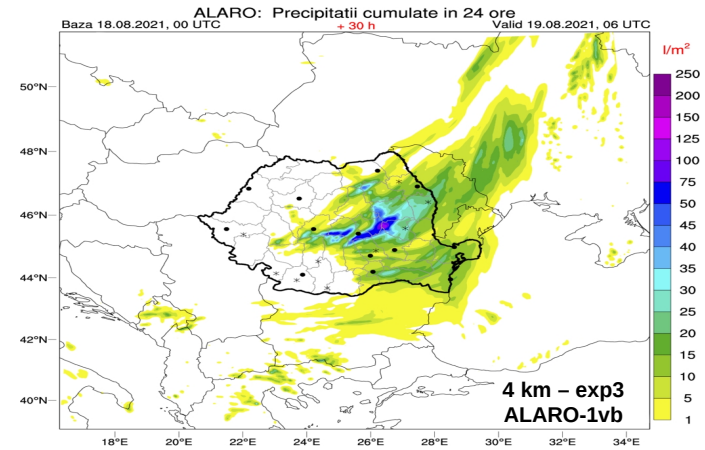 ALARO: Precipitatii cumulate in 24 ore
Baza 18.08.2021, 00 UTC
+ 30 h
Valid 19.08.2021, 06 UTC
l/m²
250
200
150
125
100
75
50
45
40
35
30
25
20
15
10
5
1
50°N
48°N
46°N
44°N
42°N
40°N
4 km – exp3
ALARO-1vb
18°E 20°E 22°E 24°E 26°E 28°E 30°E 32°E 34°E